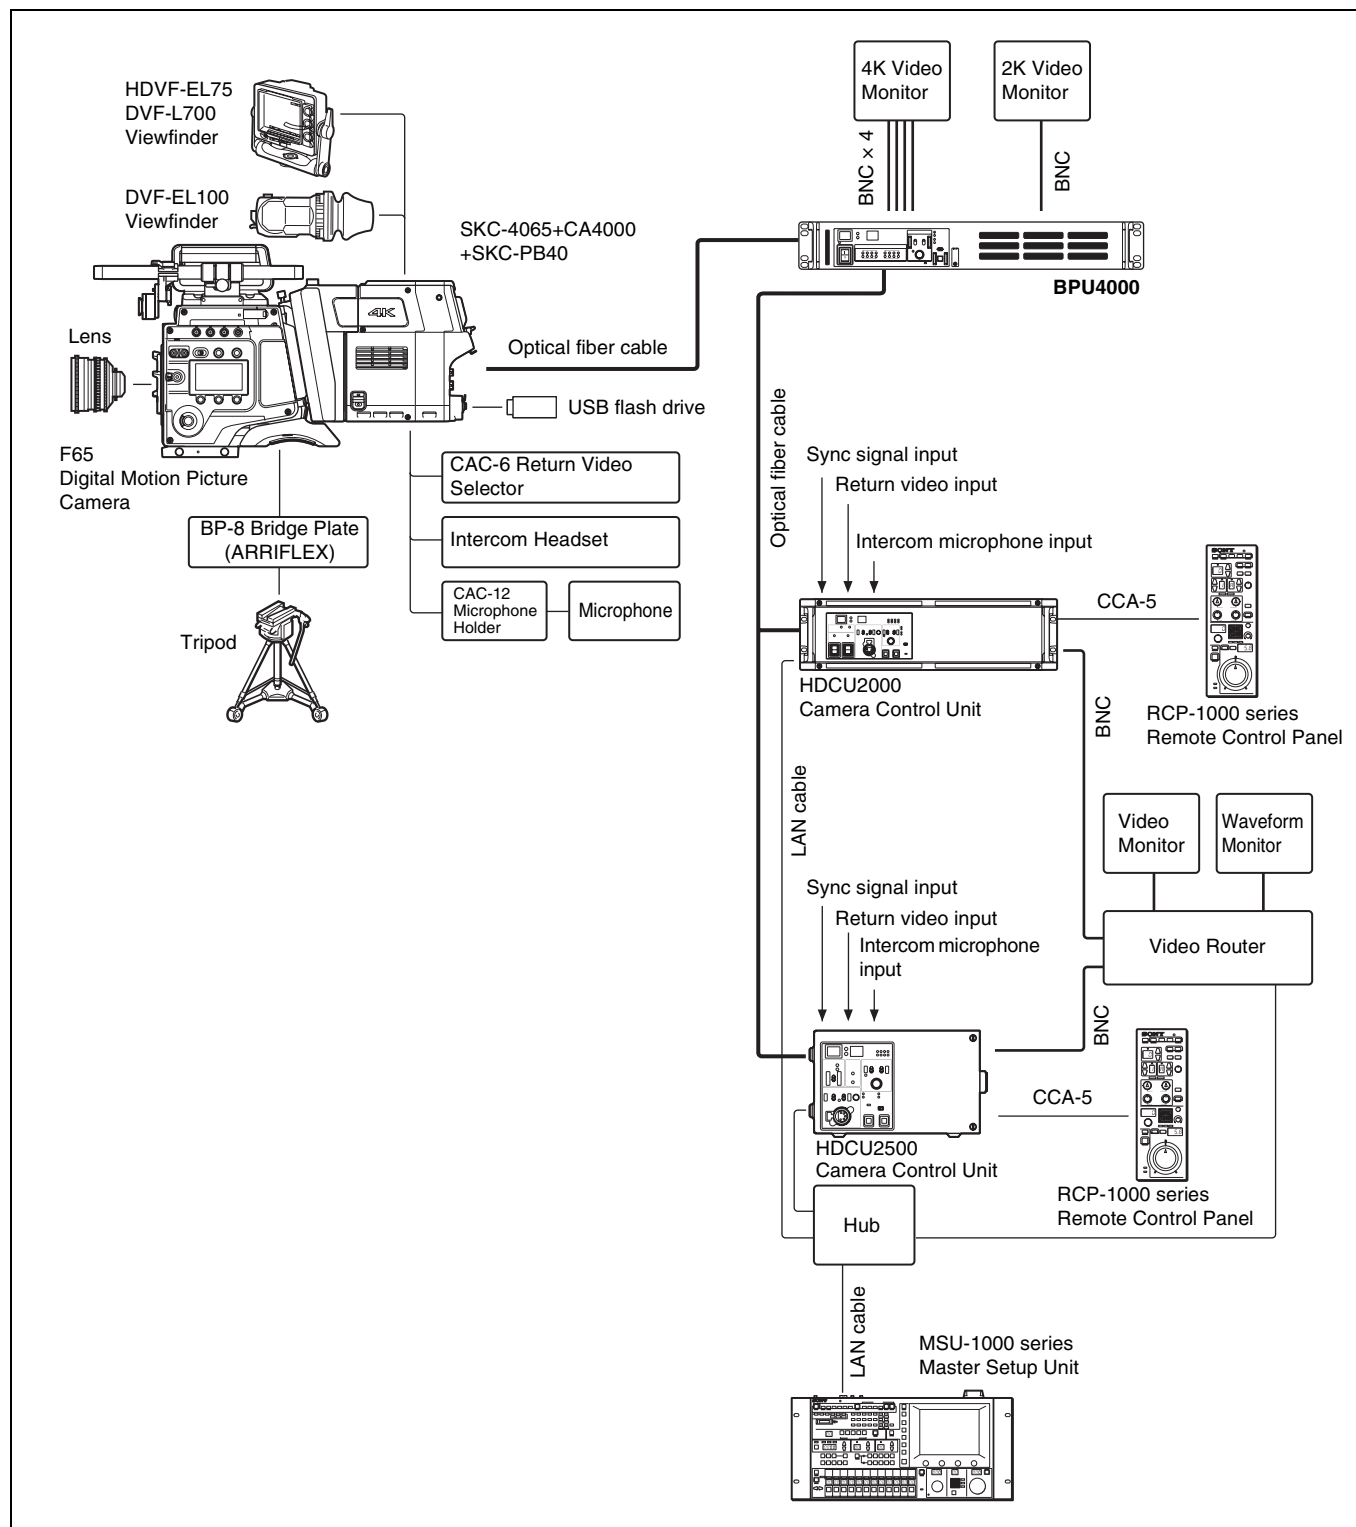 4K Video
Monitor
2K Video
Monitor
HDVF-EL75
DVF-L700
Viewfinder
BNC × 4
BNC
DVF-EL100
Viewfinder
SKC-4065+CA4000
+SKC-PB40
BPU4000
4K
Lens
Optical fiber cable
USB flash drive
F65
Digital Motion Picture
Camera
CAC-6 Return Video
Selector
BP-8 Bridge Plate
(ARRIFLEX)
Intercom Headset
CAC-12
Microphone
Holder
Microphone
Tripod
Optical fiber cable
Sync signal input
Return video input
Intercom microphone input
SONY
CCA-5
HDCU2000
Camera Control Unit
RCP-1000 series
Remote Control Panel
BNC
LAN cable
Video
Monitor
Waveform
Monitor
Sync signal input
Return video input
Intercom microphone
input
Video Router
BNC
SONY
CCA-5
HDCU2500
Camera Control Unit
RCP-1000 series
Remote Control Panel
Hub
LAN cable
MSU-1000 series
Master Setup Unit
SONY